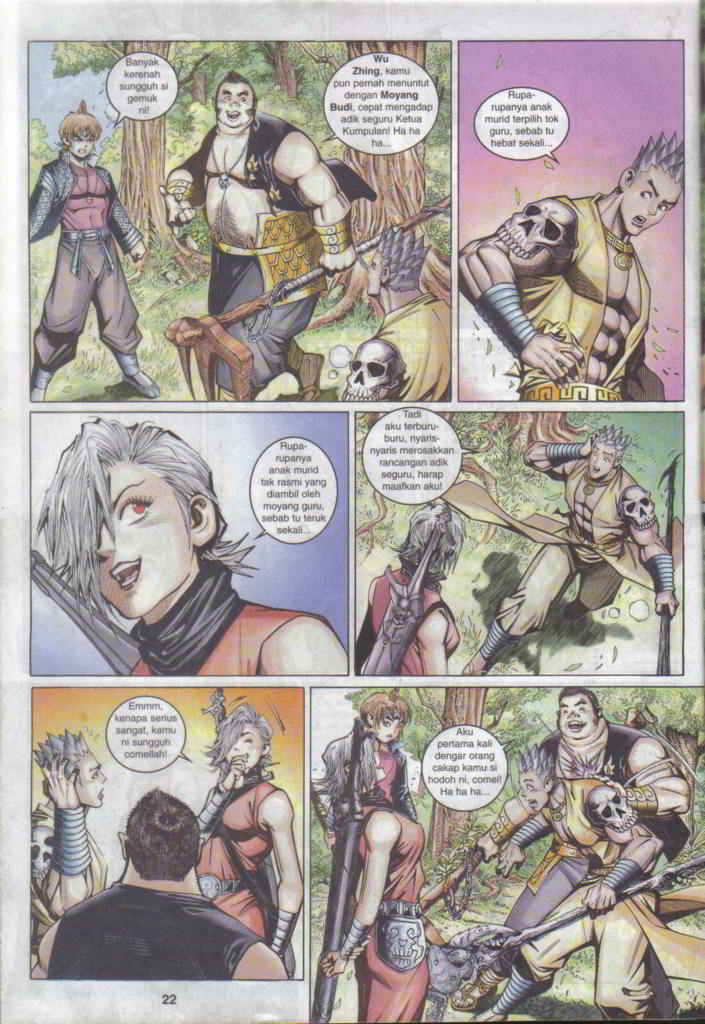 Banyak
kerenah
sungguh si
gemuk
ni!
Wu
Zhing, kamu
pun pernah menuntut
dengan Moyang
Budi, cepat mengadap
adik seguru Ketua
Kumpulan! Ha ha
ha...
Rupa-
rupanya anak
murid terpilih tok
guru, sebab tu
hebat sekali...
Rupa-
rupanya
anak murid
tak rasmi yang
diambil oleh
moyang guru,
sebab tu teruk
sekali...
Tadi
aku terburu-
buru, nyaris-
nyaris merosakkan
rancangan adik
seguru, harap
maafkan aku!
Emmm,
kenapa serius
sangat, kamu
ni sungguh
comellah!
Aku
pertama kali
dengar orang
cakap kamu si
hodoh ni, comel!
Ha ha ha...
22